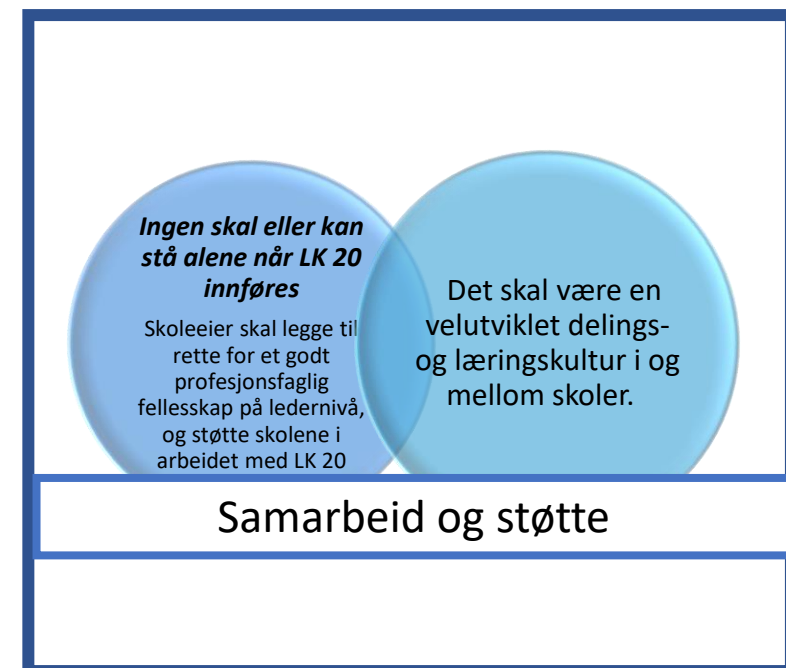 Ingen skal eller kan
stå alene når LK 20
innføres
Skoleeier skal legge til
rette for et godt
profesjonsfaglig
fellesskap på ledernivå,
og støtte skolene i
arbeidet med LK 20
Det skal være en
velutviklet delings-
og læringskultur i og
mellom skoler.
Samarbeid og støtte